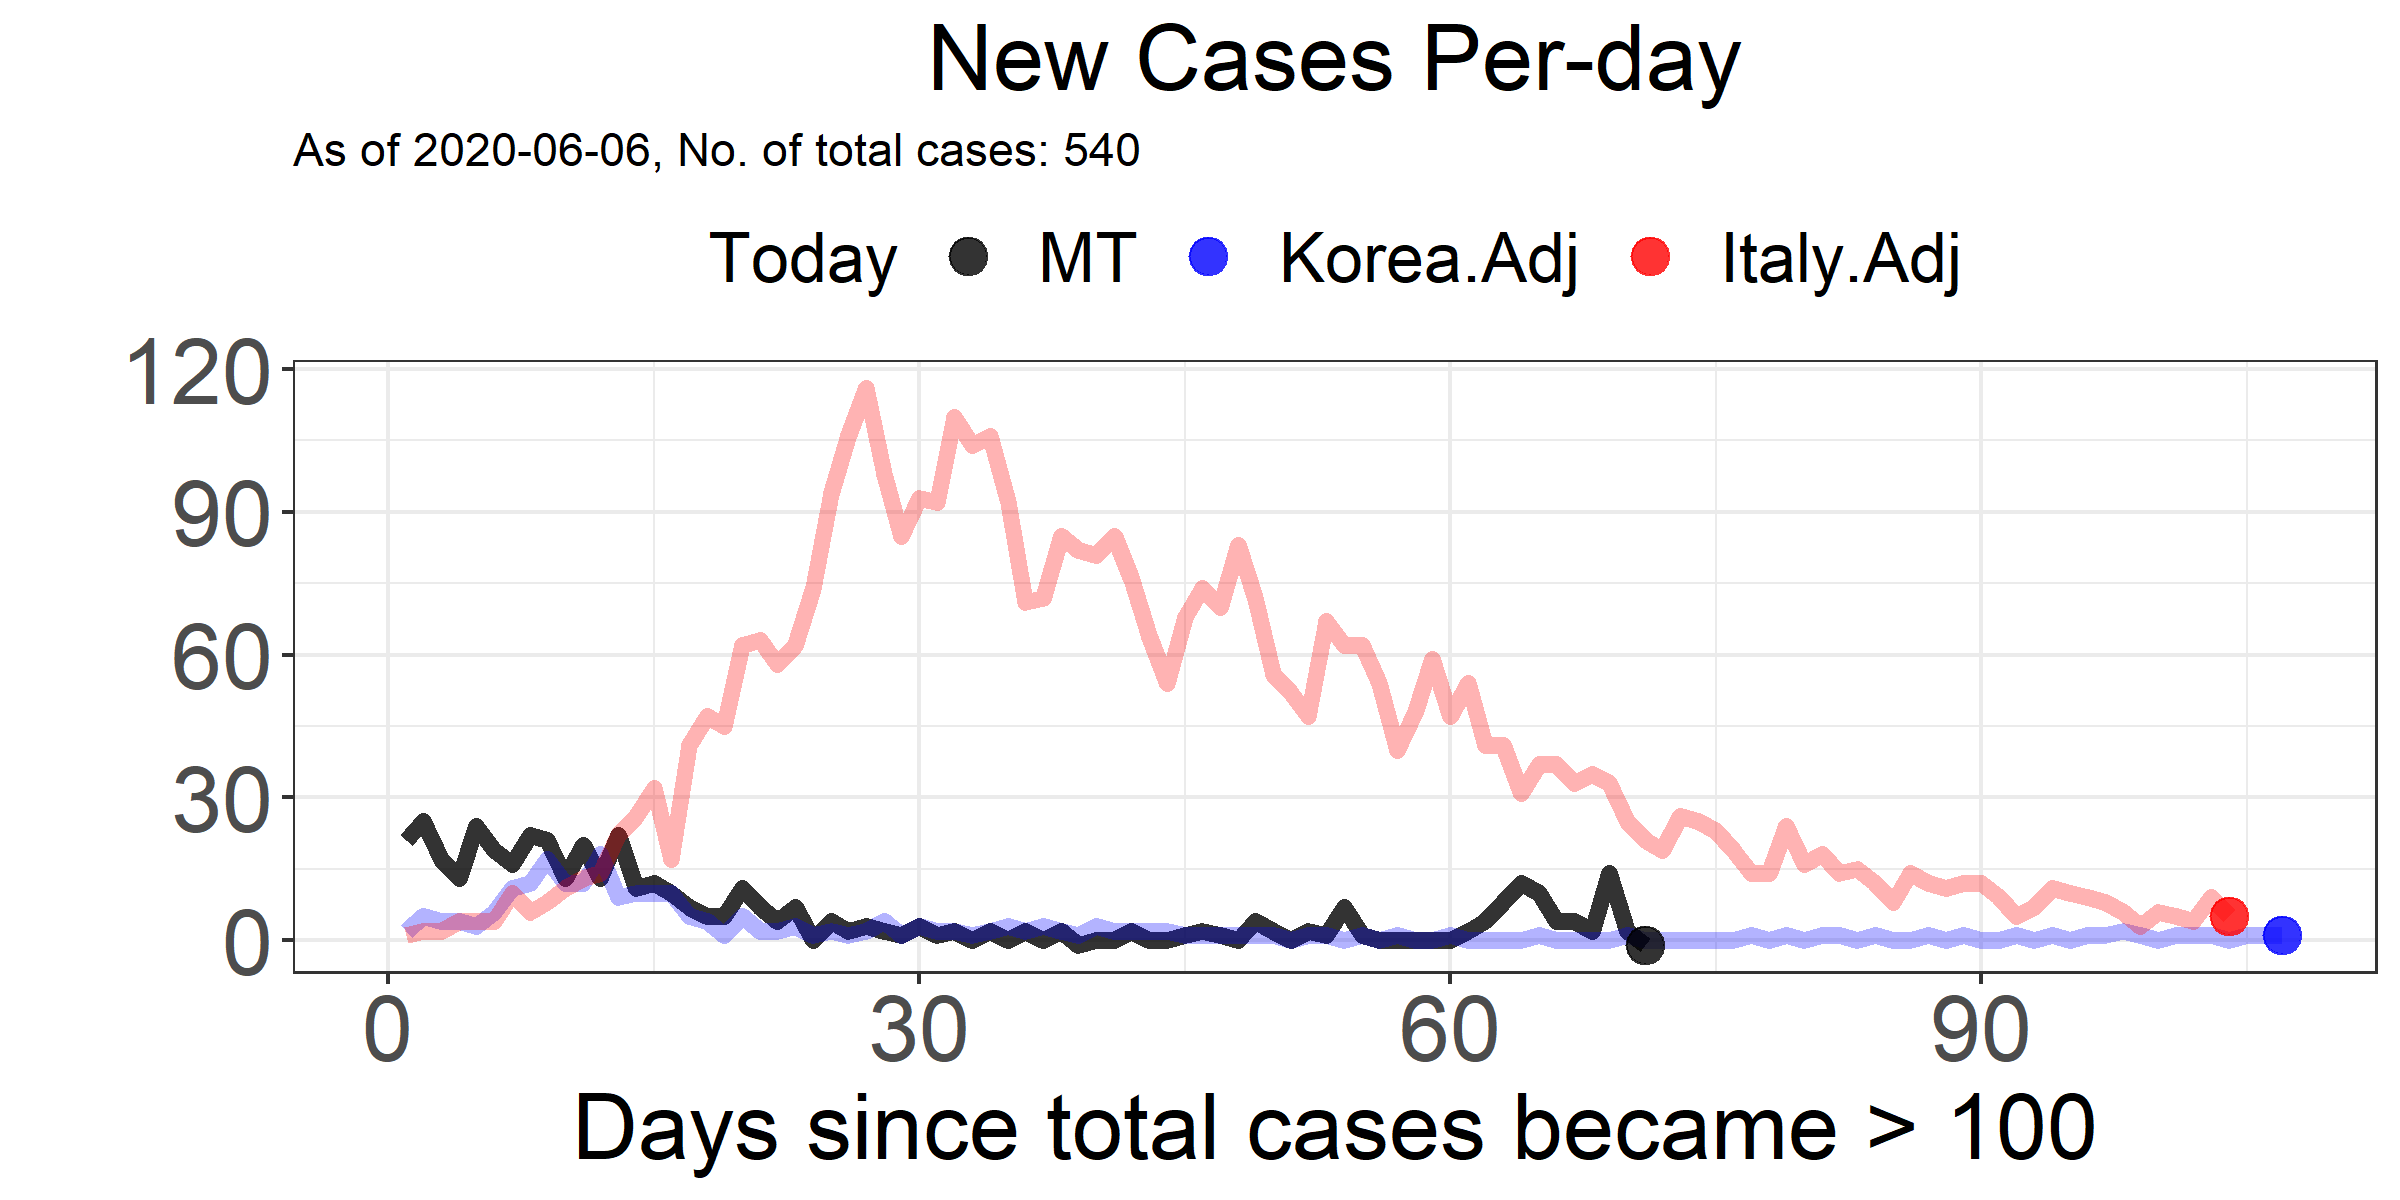 New Cases Per-day
As of 2020-06-06, No. of total cases: 540
Today MT Korea.Adj Italy.Adj
120
90
60
30
0
0 30 60 90
Days since total cases became > 100